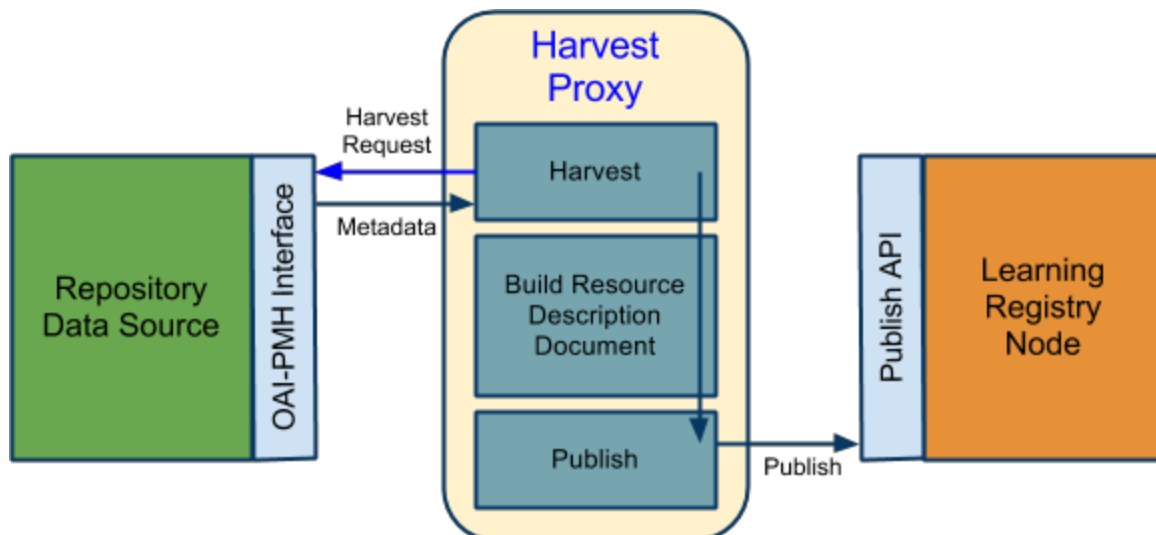 Harvest
Proxy
Harvest
Request
Metadata
Repository
Data Source
OAI-PMH Interface
Harvest
Build Resource
Description
Document
Publish
Publish
Publish API
Learning
Registry
Node